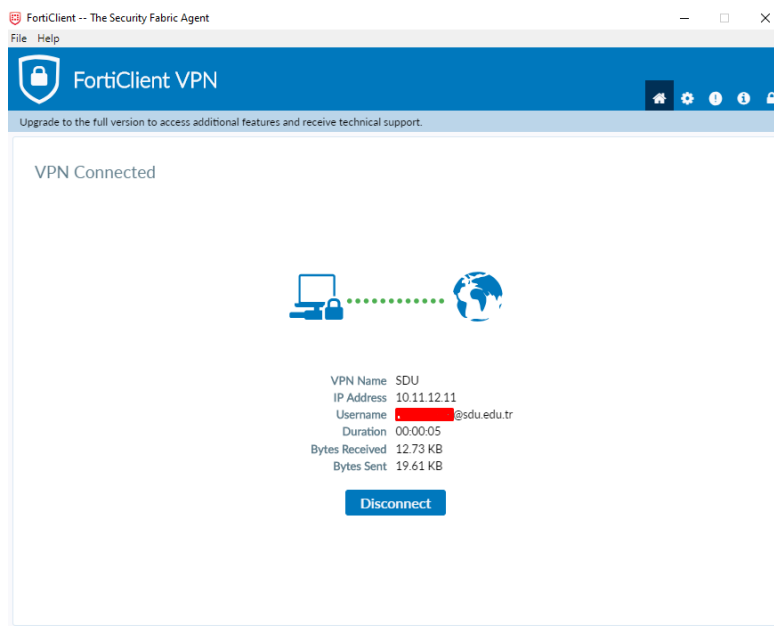 FortiClient -- The Security Fabric Agent
File Help
FortiClient VPN
Upgrade to the full version to access additional features and receive technical support.
VPN Connected
VPN Name SDU
IP Address 10.11.12.11
Username @sdu.edu.tr
Duration 00:00:05
Bytes Received 12.73 KB
Bytes Sent 19.61 KB
Disconnect